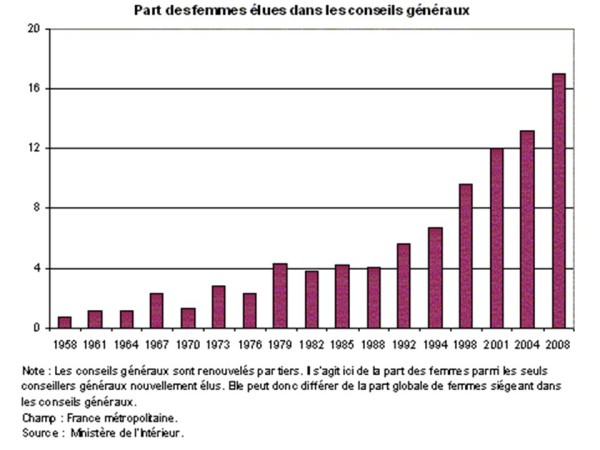 Part des femmes élues dans les conseils généraux
20
16
12
8
4
0
1958 1961 1964 1967 1970 1973 1976 1979 1982 1985 1988 1992 1994 1998 2001 2004 2008
Note : Les conseils généraux sont renouvelés par tiers. Il s'agit ici de la part des femmes parmi les seuls
conseillers généraux nouvellement élus. Elle peut donc différer de la part globale de femmes siégeant dans
les conseils généraux.
Champ : France métropolitaine.
Source : Ministère de l'Intérieur.